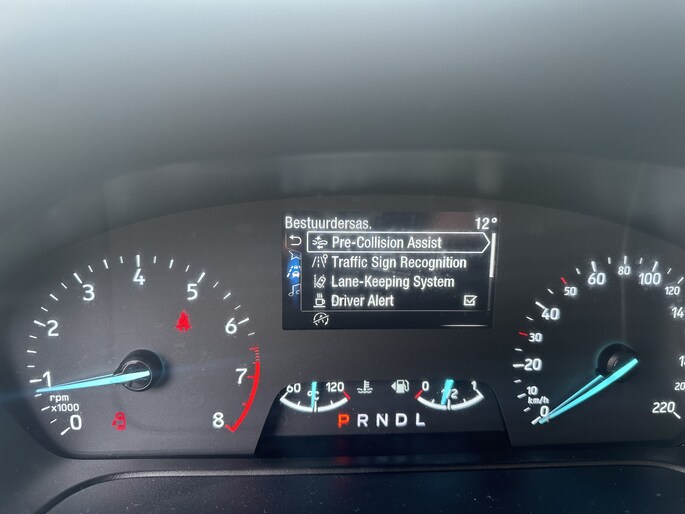 Bestuurdersas. 12°
Pre-Collision Assist
Traffic Sign Recognition
Lane-Keeping System
Driver Alert
0 1 2 3 4 5 6 7 8
rpm
x1000
60 °C 120
0 1/2 1
P R N D L
0 10 20 30 40 50 60 80 100 120 220
km/h